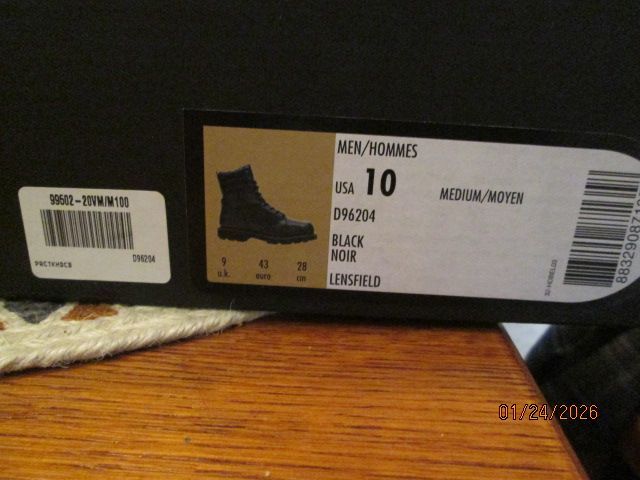 99502-20VM/M100
PRCTKHDCB
D96204
MEN/HOMMES
USA 10
MEDIUM/MOYEN
D96204
BLACK
NOIR
LENSFIELD
9 43 28
u.k. euro cm
01/24/2026